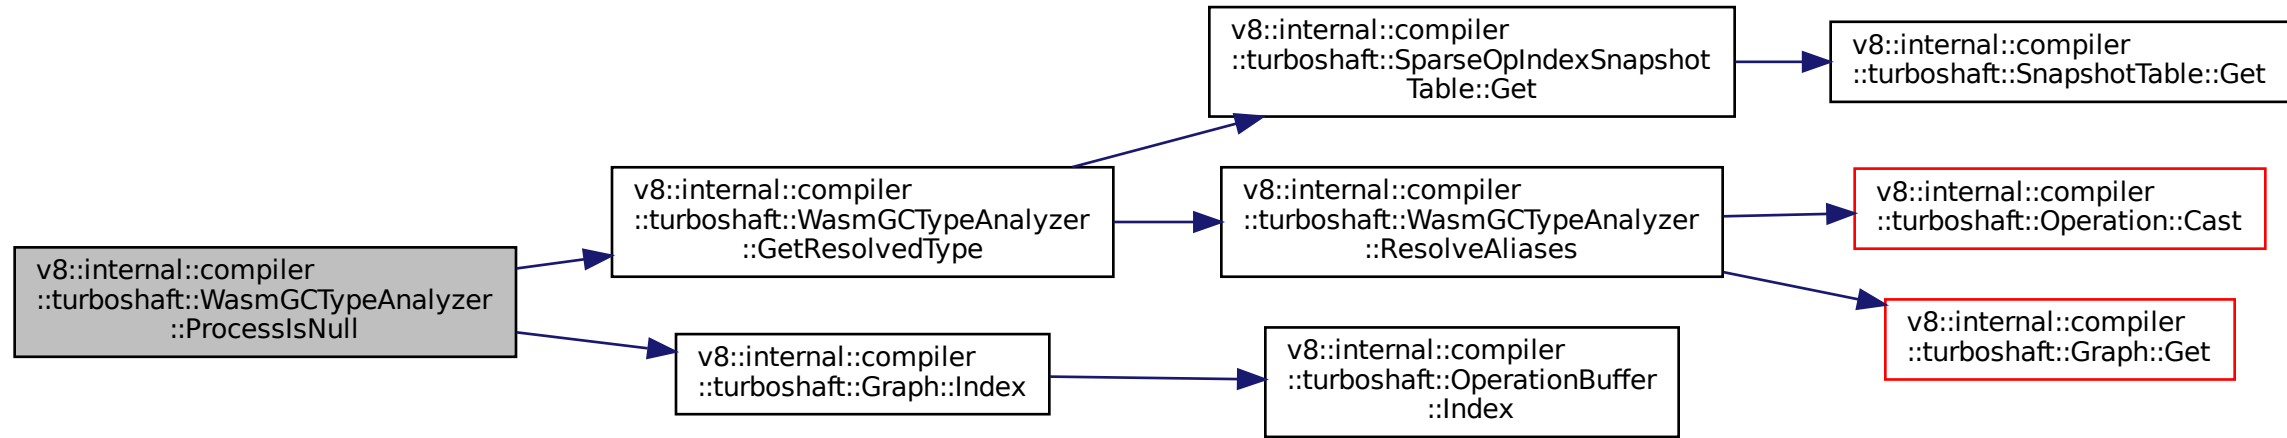 v8::internal::compiler
::turboshaft::WasmGCTypeAnalyzer
::ProcessIsNull
v8::internal::compiler
::turboshaft::WasmGCTypeAnalyzer
::GetResolvedType
v8::internal::compiler
::turboshaft::Graph::Index
v8::internal::compiler
::turboshaft::SparseOpIndexSnapshot
Table::Get
v8::internal::compiler
::turboshaft::WasmGCTypeAnalyzer
::ResolveAliases
v8::internal::compiler
::turboshaft::OperationBuffer
::Index
v8::internal::compiler
::turboshaft::SnapshotTable::Get
v8::internal::compiler
::turboshaft::Operation::Cast
v8::internal::compiler
::turboshaft::Graph::Get